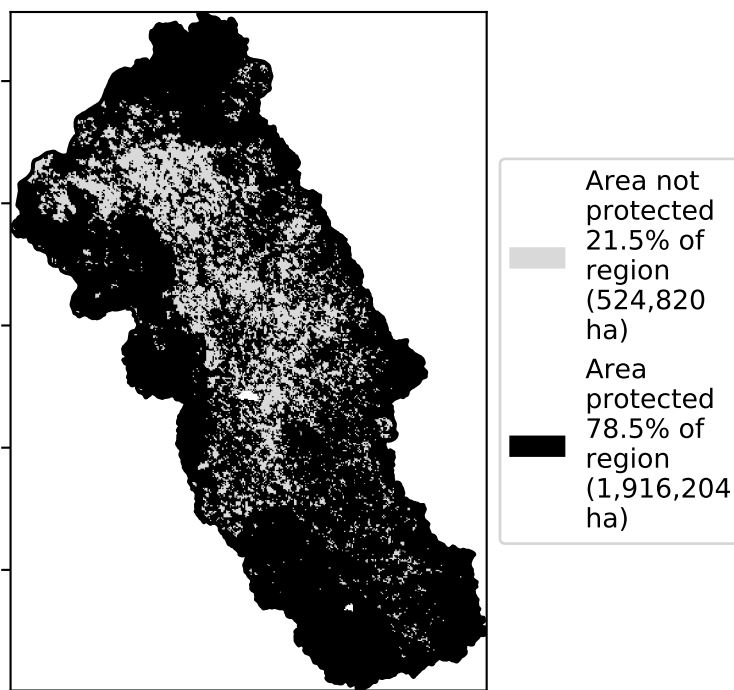 Area not
protected
21.5% of
region
(524,820
ha)
Area
protected
78.5% of
region
(1,916,204
ha)